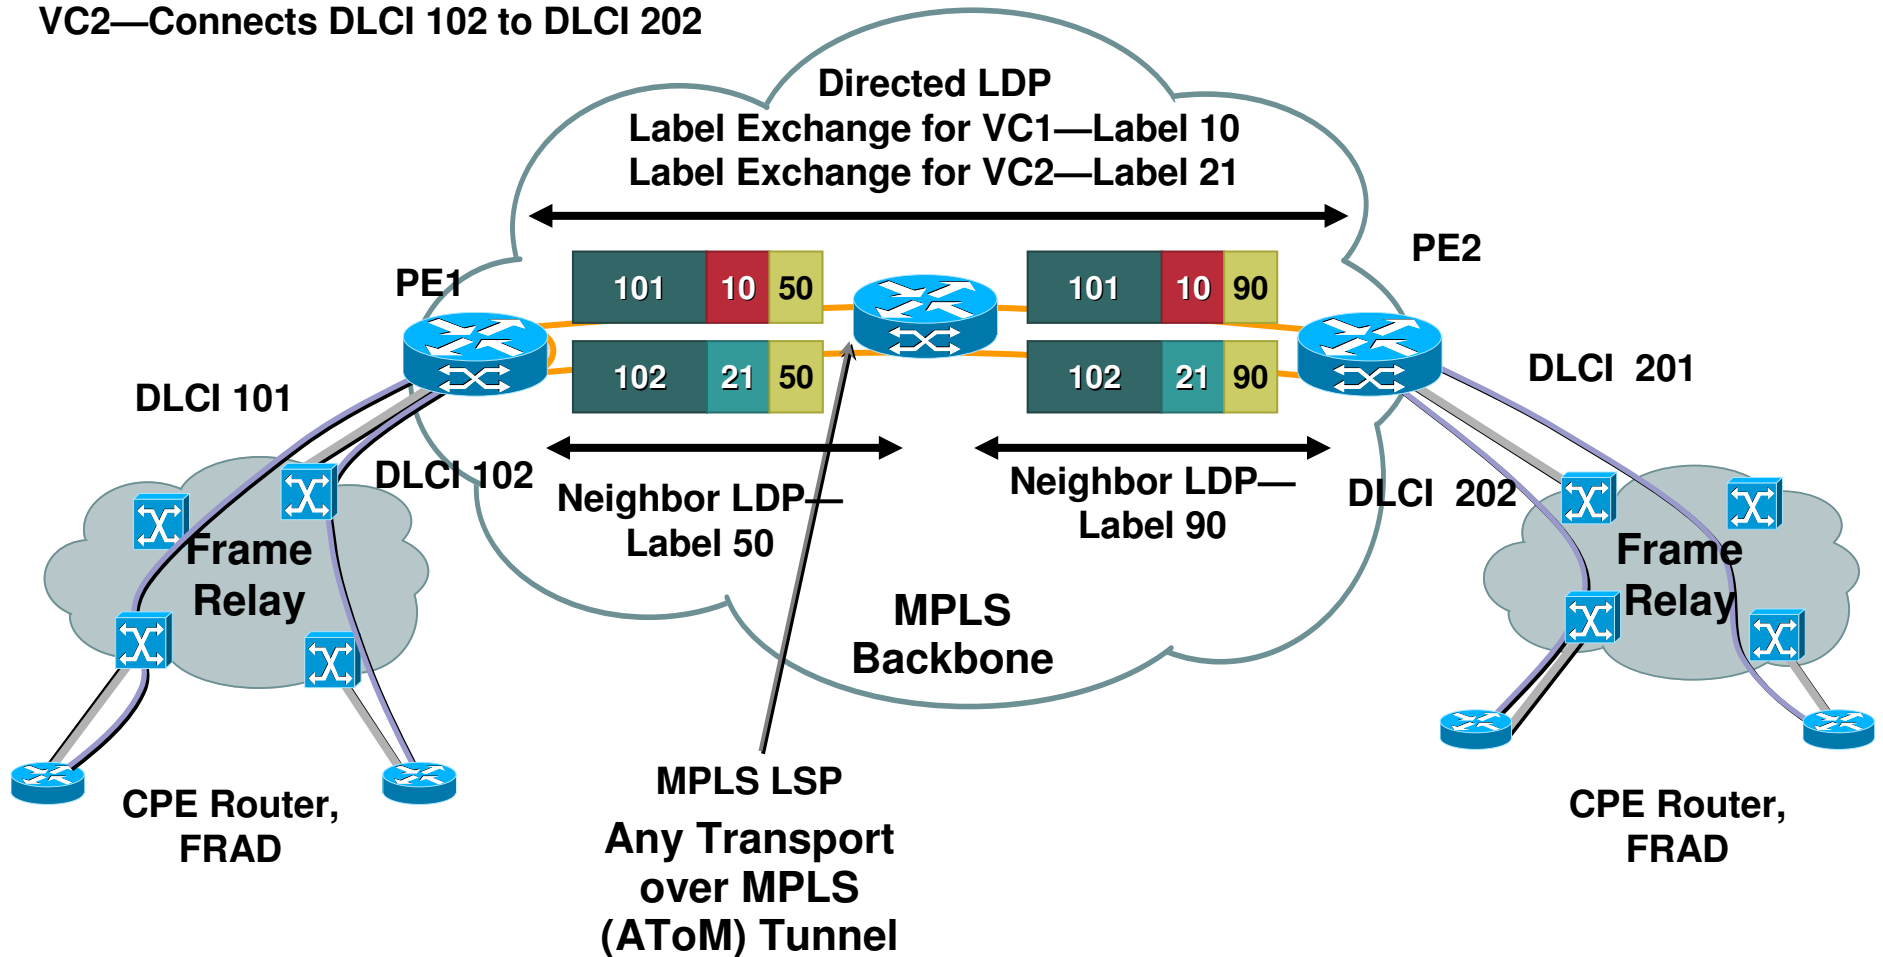 VC2—Connects DLCI 102 to DLCI 202
Directed LDP
Label Exchange for VC1—Label 10
Label Exchange for VC2—Label 21
PE1
PE2
101 10 50
101 10 90
102 21 50
102 21 90
DLCI 101
DLCI 201
DLCI 102
DLCI  202
Neighbor LDP—
Label 50
Neighbor LDP—
Label 90
Frame
Relay
Frame
Relay
MPLS
Backbone
MPLS LSP
CPE Router,
FRAD
CPE Router,
FRAD
Any Transport
over MPLS
(AToM) Tunnel